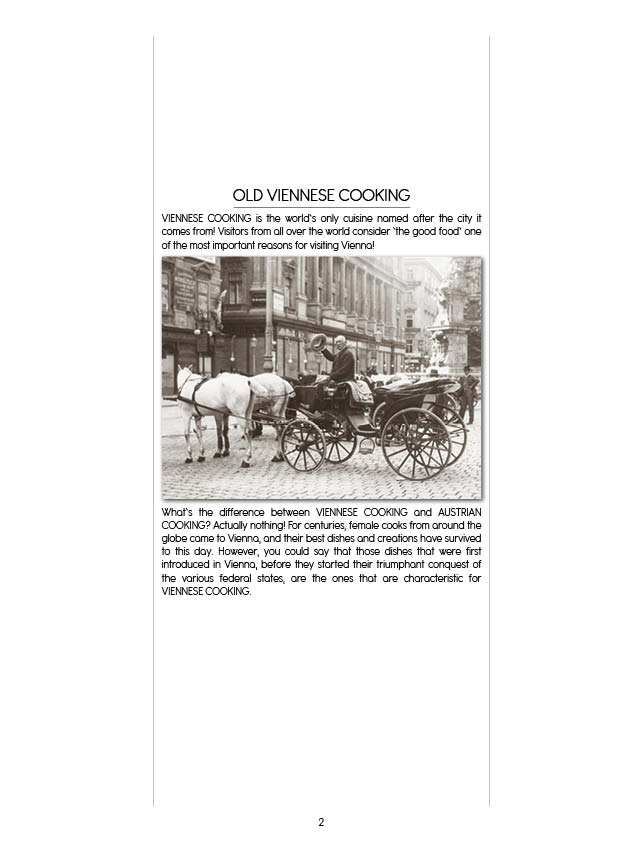 OLD VIENNESE COOKING
VIENNESE COOKING is the world's only cuisine named after the city it
comes from! Visitors from all over the world consider 'the good food' one
of the most important reasons for visiting Vienna!
What's the difference between VIENNESE COOKING and AUSTRIAN
COOKING? Actually nothing! For centuries, female cooks from around the
globe came to Vienna, and their best dishes and creations have survived
to this day. However, you could say that those dishes that were first
introduced in Vienna, before they started their triumphant conquest of
the various federal states, are the ones that are characteristic for
VIENNESE COOKING.
2